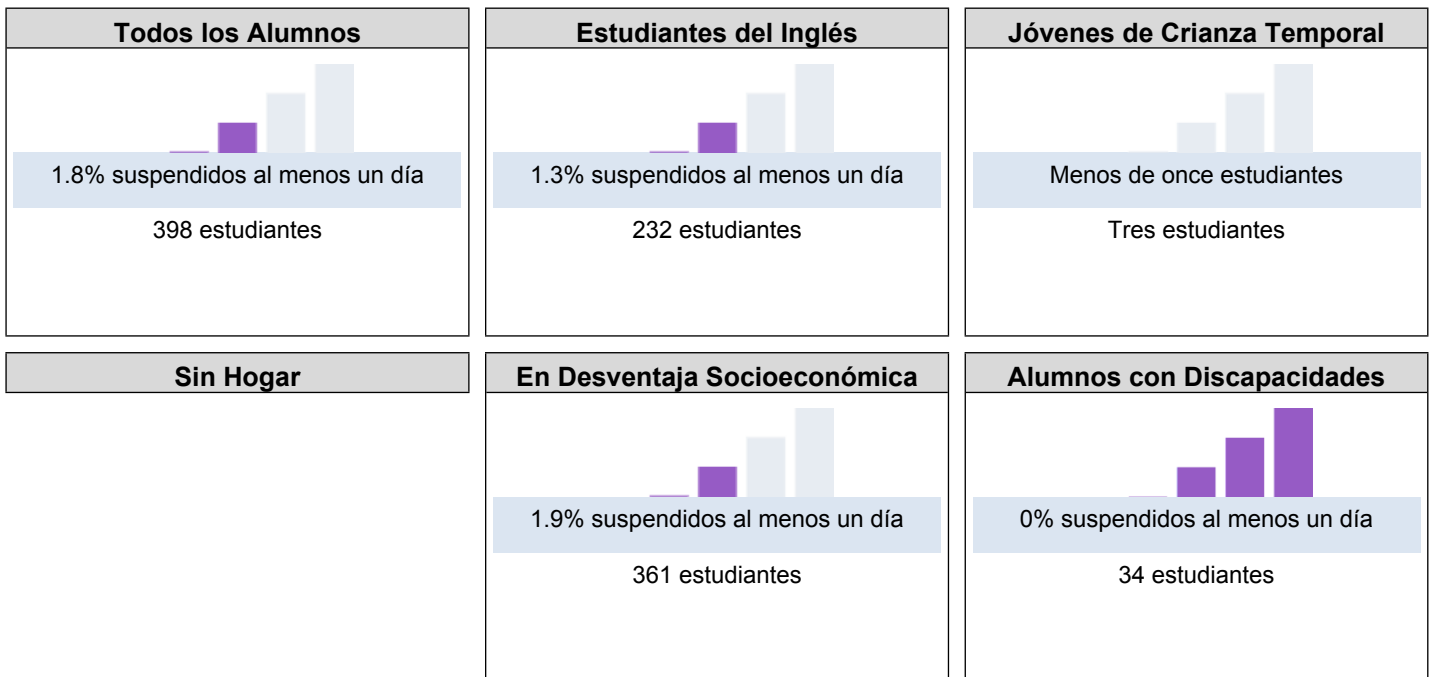 Todos los Alumnos
1.8% suspendidos al menos un día
398 estudiantes
Estudiantes del Inglés
1.3% suspendidos al menos un día
232 estudiantes
Jóvenes de Crianza Temporal
Menos de once estudiantes
Tres estudiantes
Sin Hogar
En Desventaja Socioeconómica
1.9% suspendidos al menos un día
361 estudiantes
Alumnos con Discapacidades
0% suspendidos al menos un día
34 estudiantes